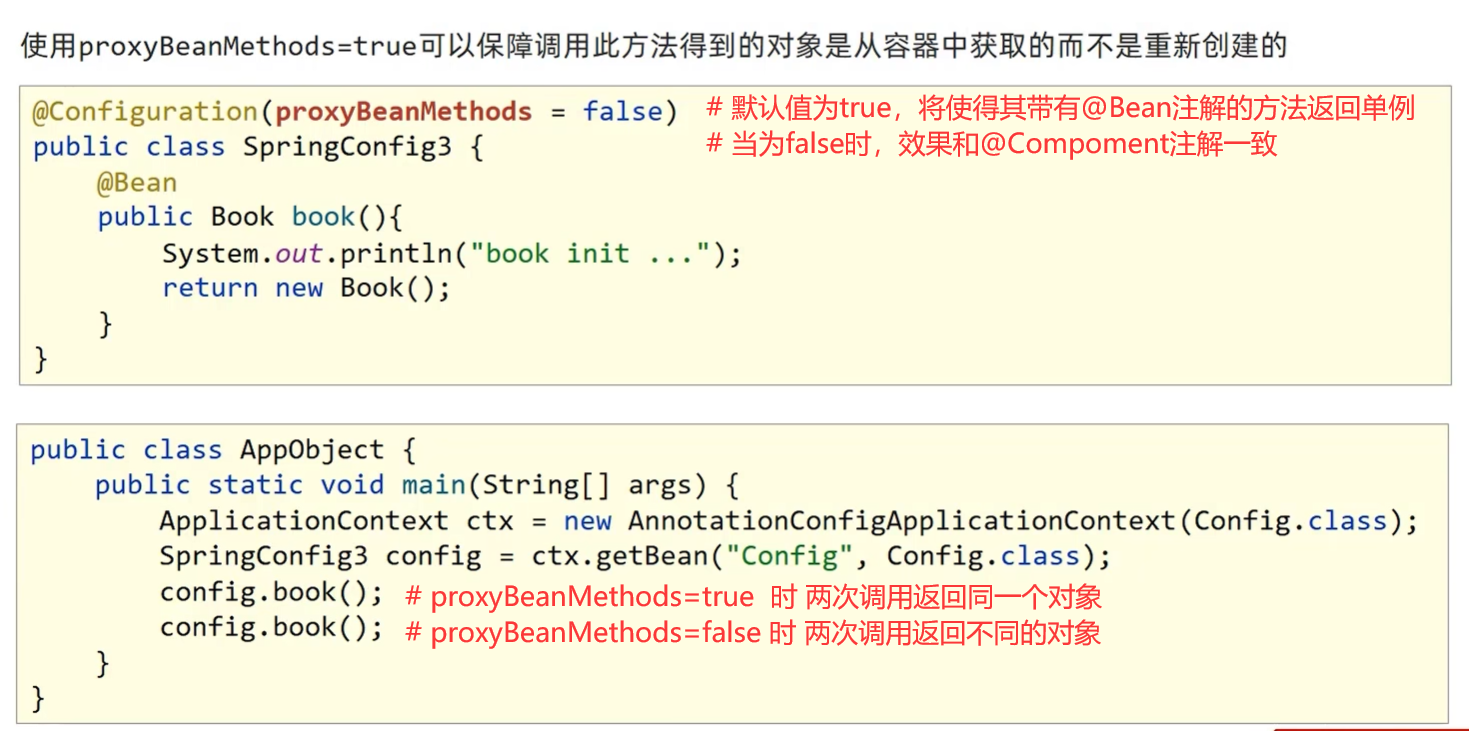 使用proxyBeanMethods=true可以保障调用此方法得到的对象是从容器中获取的而不是重新创建的
@Configuration(proxyBeanMethods = false) # 默认值为true，将使得其带有@Bean注解的方法返回单例
public class SpringConfig3 { # 当为false时，效果和@Compoment注解一致
@Bean
public Book book(){
System.out.println("book init ...");
return new Book();
}
}
public class AppObject {
public static void main(String[] args) {
ApplicationContext ctx = new AnnotationConfigApplicationContext(Config.class);
SpringConfig3 config = ctx.getBean("Config", Config.class);
config.book(); # proxyBeanMethods=true 时 两次调用返回同一个对象
config.book(); # proxyBeanMethods=false 时 两次调用返回不同的对象
}
}